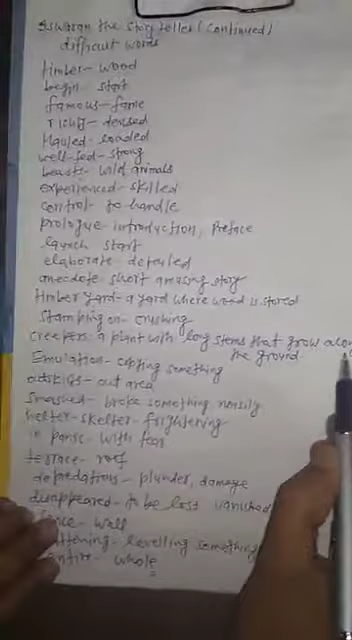 Iswaran the story teller (continued)
difficult words
timber - wood
begin - start
famous - fame
richly - densed
Hauled - loaded
well-fed - strong
beasts - wild animals
experienced - skilled
control - to handle
prologue - introduction, Preface
launch start
elaborate - detailed
anecdote - short amusing story
timber yard - a yard where wood is stored
stamping on - crushing
creepers - a plant with long stems that grow along
the ground
Emulation - copying something
outskirts - out area
smashed - broke something noisily
helter-skelter - frightening
in panic - with fear
terrace - roof
depredations - plunder, damage
disappeared - to be lost vanished
fence - wall
attening - levelling something
entire - whole